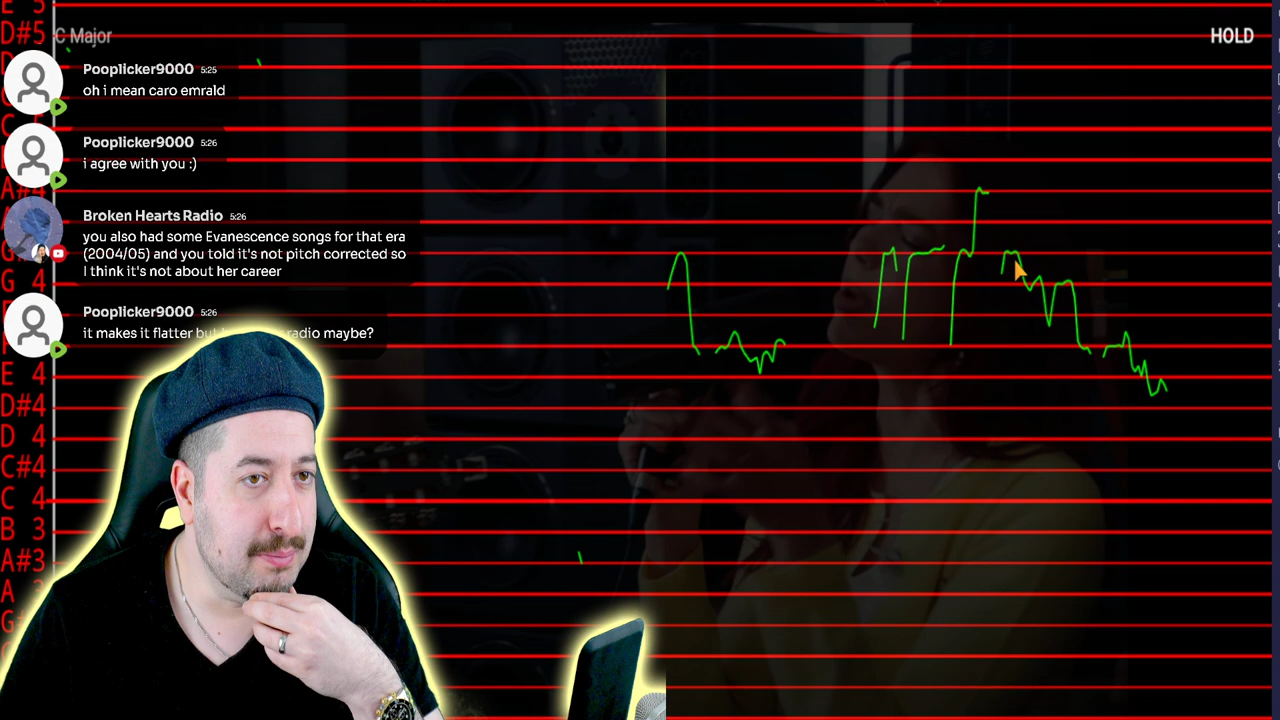 E 5
D#5
C Major
HOLD
Pooplicker9000 5:25
oh i mean caro emrald
C
Pooplicker9000 5:26
i agree with you :)
A#4
Broken Hearts Radio 5:26
you also had some Evanescence songs for that era
(2004/05) and you told it's not pitch corrected so
I think it's not about her career
G 4
Pooplicker9000 5:26
it makes it flatter radio maybe?
E 4
D#4
D 4
C#4
C 4
B 3
A#3
A 3
G#